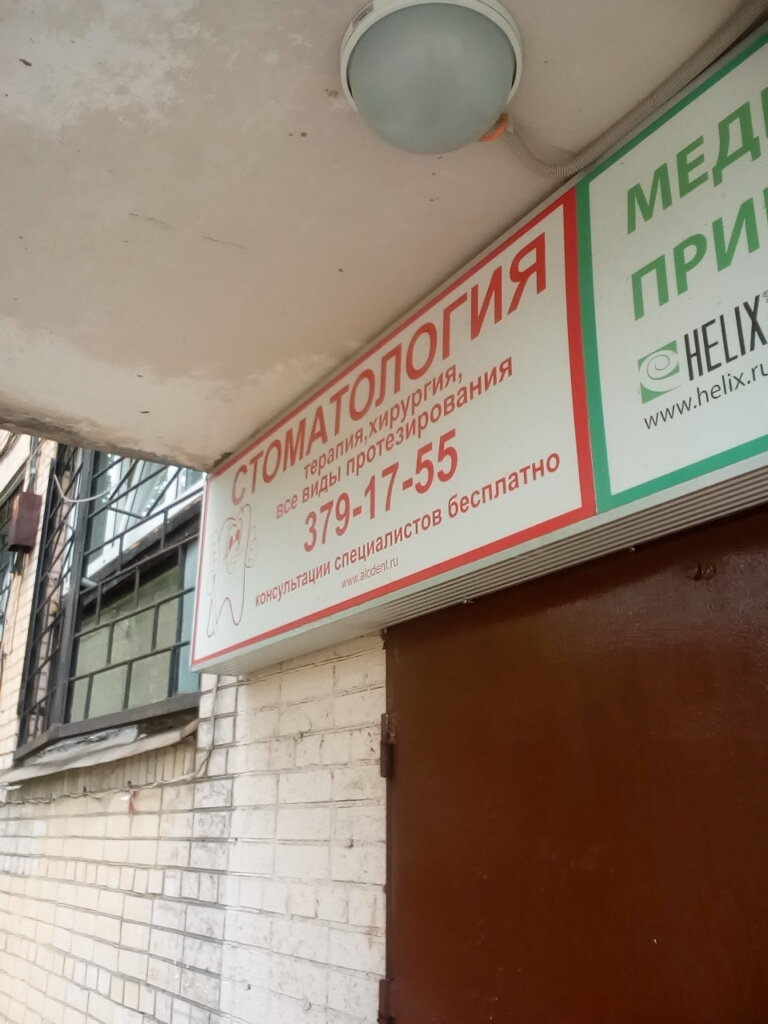 СТОМАТОЛОГИЯ
терапия,хирургия,
все виды протезирования
379-17-55
консультации специалистов бесплатно
www.alodent.ru
МЕД
ПРИ
HELIX
www.helix.ru